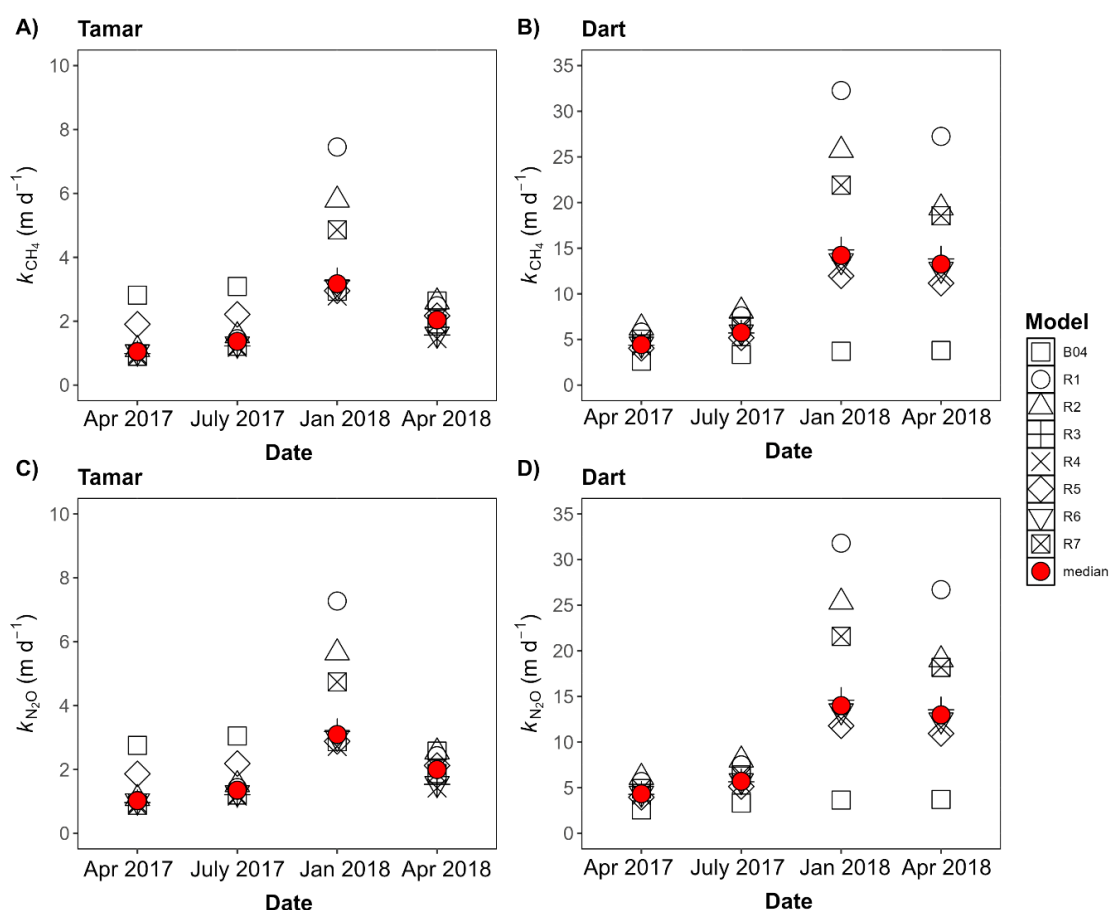 A) Tamar
10
8
6
4
2
0
kCH4 (m d−1)
Apr 2017 July 2017 Jan 2018 Apr 2018
Date
B) Dart
35
30
25
20
15
10
5
0
kCH4 (m d−1)
Apr 2017 July 2017 Jan 2018 Apr 2018
Date
C) Tamar
10
8
6
4
2
0
kN2O (m d−1)
Apr 2017 July 2017 Jan 2018 Apr 2018
Date
D) Dart
35
30
25
20
15
10
5
0
kN2O (m d−1)
Apr 2017 July 2017 Jan 2018 Apr 2018
Date
Model
B04
R1
R2
R3
R4
R5
R6
R7
median